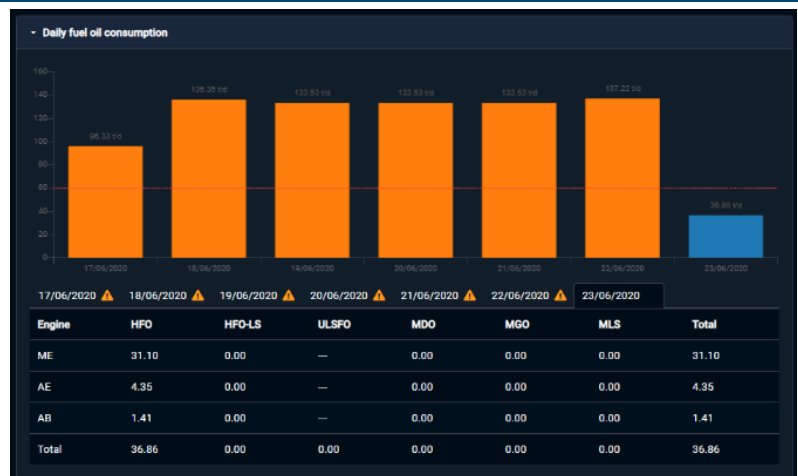 Daily fuel oil consumption
160
140
120
100
80
60
40
20
0
96.33 t/d
136.35 t/d
133.53 t/d
133.53 t/d
133.53 t/d
137.22 t/d
36.86 t/d
17/06/2020 18/06/2020 19/06/2020 20/06/2020 21/06/2020 22/06/2020 23/06/2020
17/06/2020 18/06/2020 19/06/2020 20/06/2020 21/06/2020 22/06/2020 23/06/2020
Engine HFO HFO-LS ULSFO MDO MGO MLS Total
ME 31.10 0.00 — 0.00 0.00 0.00 31.10
AE 4.35 0.00 — 0.00 0.00 0.00 4.35
AB 1.41 0.00 — 0.00 0.00 0.00 1.41
Total 36.86 0.00 0.00 0.00 0.00 0.00 36.86